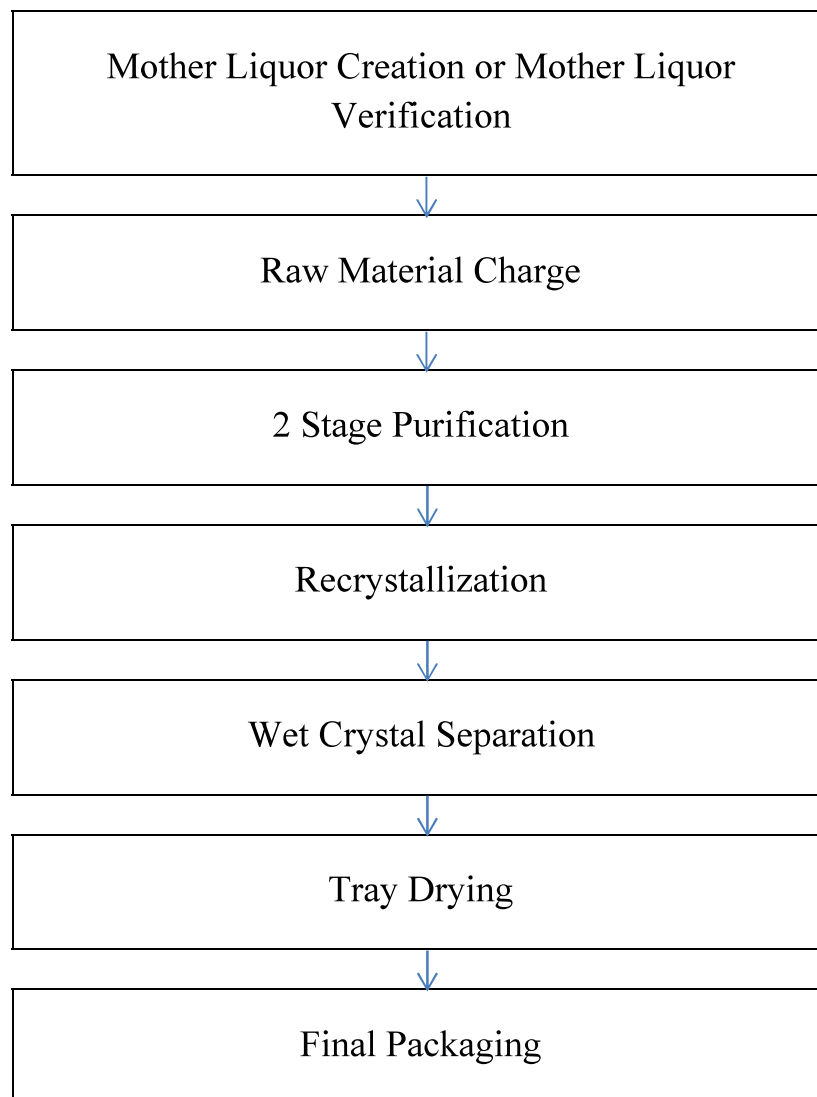 Mother Liquor Creation or Mother Liquor
Verification
Raw Material Charge
2 Stage Purification
Recrystallization
Wet Crystal Separation
Tray Drying
Final Packaging